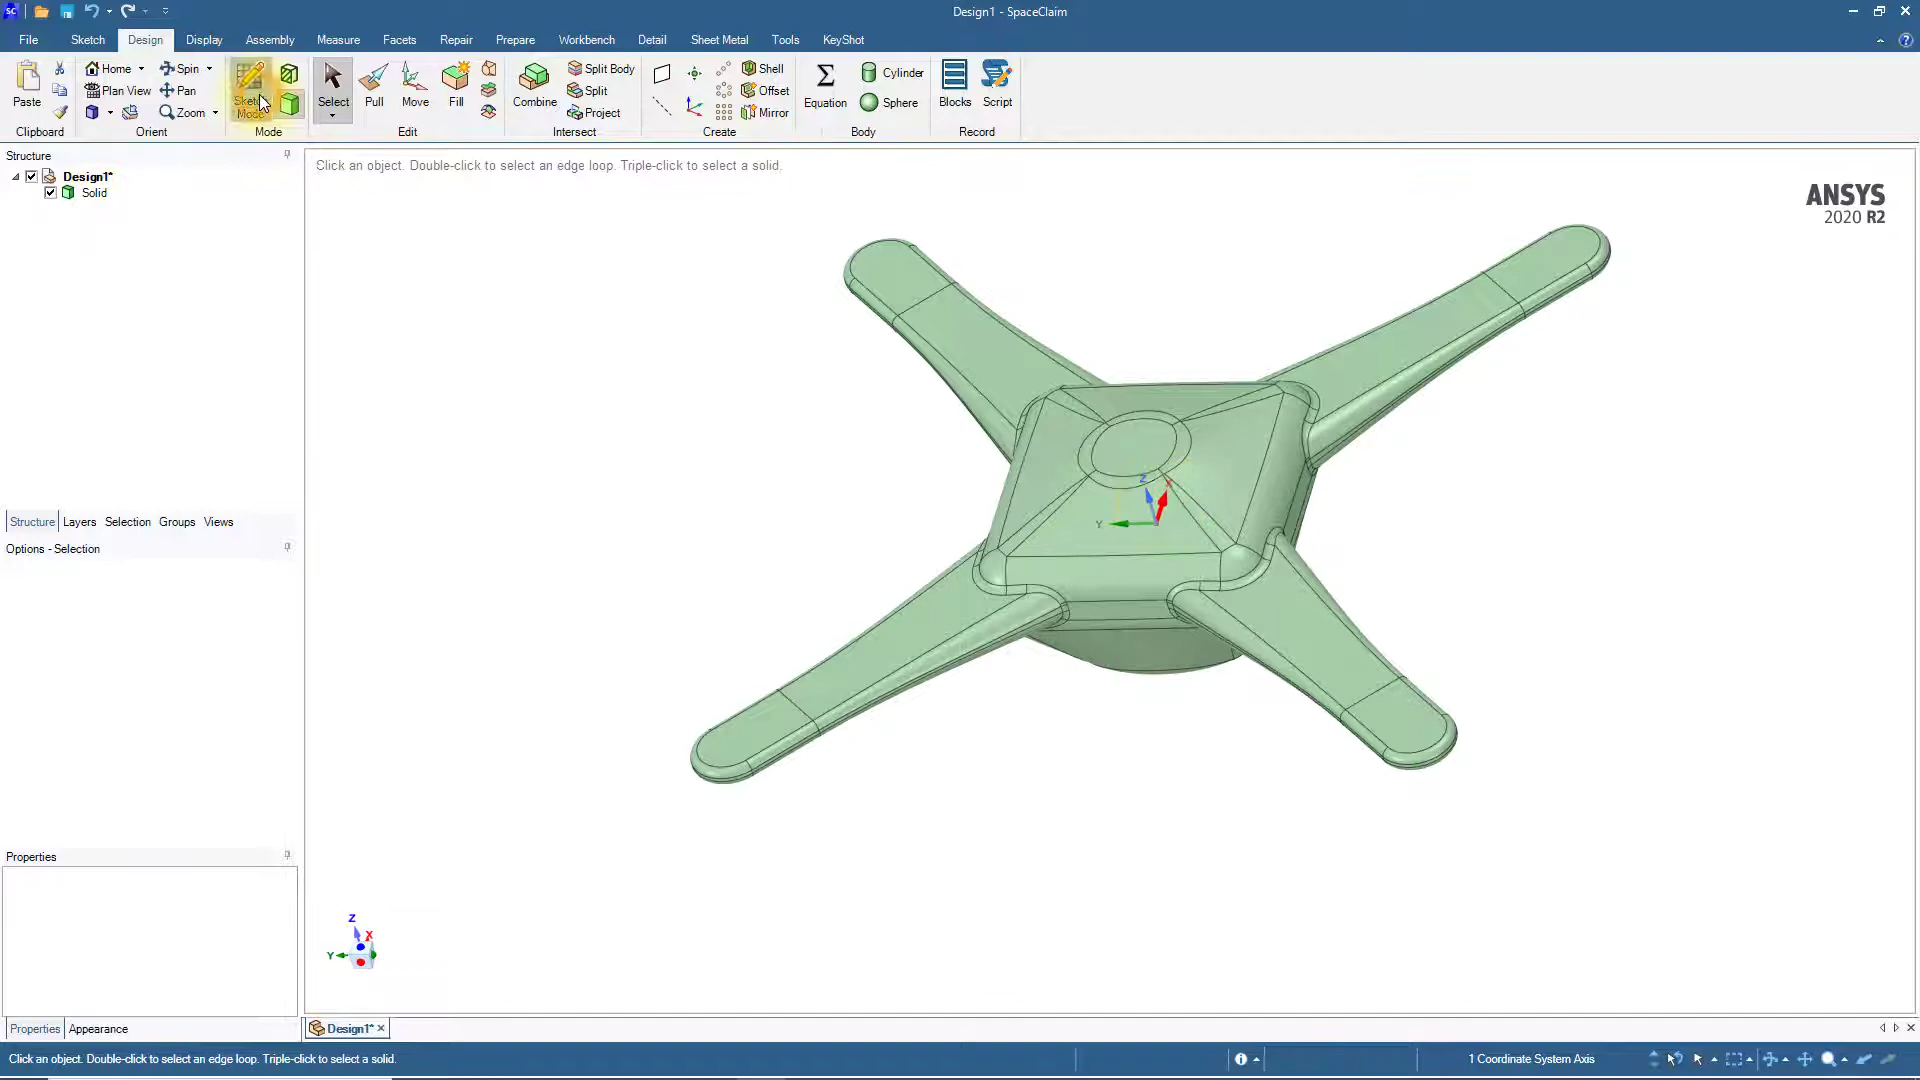 Design1 - SpaceClaim
File Sketch Design Display Assembly Measure Facets Repair Prepare Workbench Detail Sheet Metal Tools KeyShot
Paste
Home Spin
Plan View Pan
Zoom
Sketch
Mode
Select Pull Move Fill
Combine
Split Body
Split
Project
Shell
Offset
Mirror
Equation
Cylinder
Sphere
Blocks Script
Clipboard Orient Mode Edit Intersect Create Body Record
Structure
Design1*
Solid
Structure Layers Selection Groups Views
Options - Selection
Properties
Properties Appearance
Click an object. Double-click to select an edge loop. Triple-click to select a solid.
ANSYS
2020 R2
Z
X
Y
Z
X
Y
Design1*
Click an object. Double-click to select an edge loop. Triple-click to select a solid.
1 Coordinate System Axis